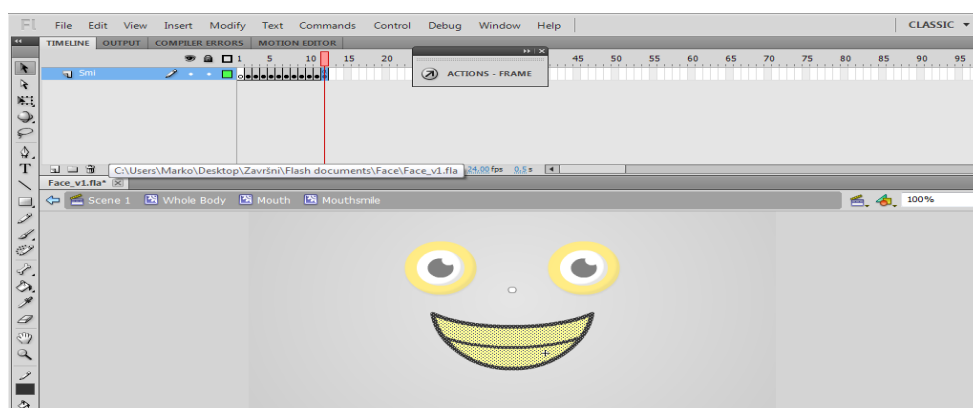 Fl File Edit View Insert Modify Text Commands Control Debug Window Help CLASSIC
TIMELINE OUTPUT COMPILER ERRORS MOTION EDITOR
1 5 10 15 20 45 50 55 60 65 70 75 80 85 90 95
ACTIONS - FRAME
Smi
C:\Users\Marko\Desktop\Završni\Flash documents\Face\Face_v1.fla 24,00 fps 0,5 s
Face_v1.fla*
Scene 1 Whole Body Mouth Mouthsmile 100%
T